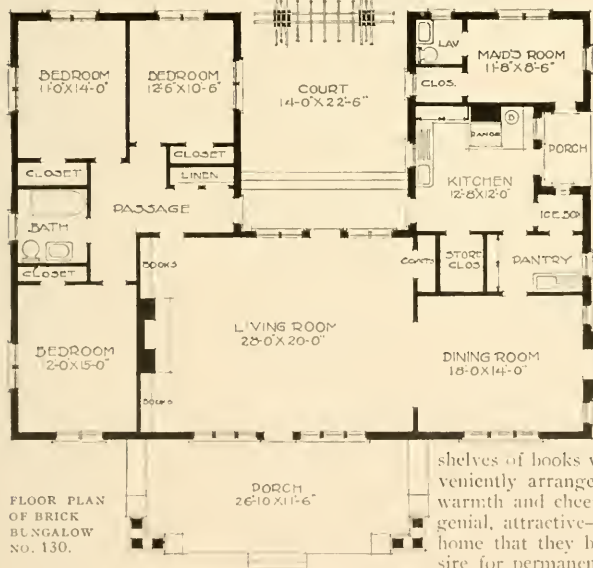 BEDROOM
11-0"X14-0"
BEDROOM
12-6"X10-6"
COURT
14-0"X22-6"
LAV.
MAID'S ROOM
11-8"X8-6"
CLOS.
RANGE
B
PORCH
CLOSET
CLOSET
LINEN
KITCHEN
12-8"X12-0"
PASSAGE
ICE BOX
BATH
CLOSET
BOOKS
COATS
STORE
CLOS
PANTRY
LIVING ROOM
28-0"X20-0"
BEDROOM
12-0"X15-0"
DINING ROOM
18-0"X14-0"
BOOKS
PORCH
26-10"X11-6"
FLOOR PLAN
OF BRICK
BUNGALOW
NO. 130.
shelves of books
veniently arrange
warmth and chee
genial, attractive—
home that they h
sire for permanen